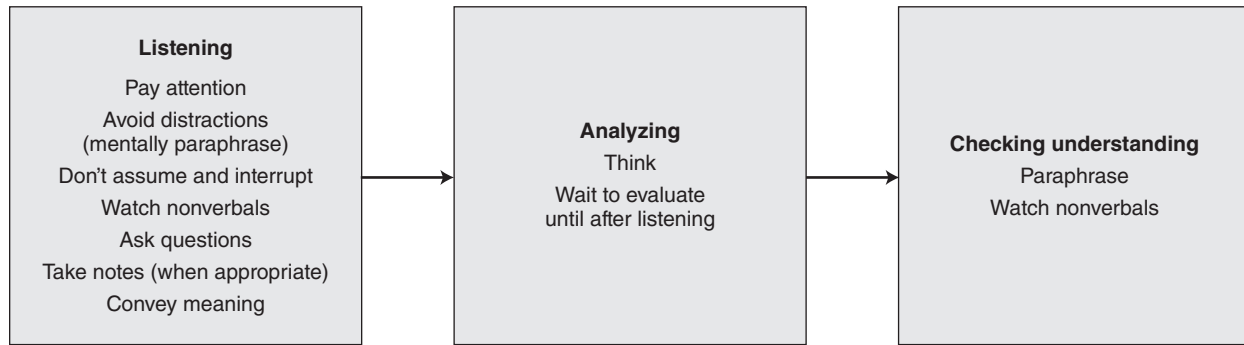 Listening
Pay attention
Avoid distractions
(mentally paraphrase)
Don’t assume and interrupt
Watch nonverbals
Ask questions
Take notes (when appropriate)
Convey meaning
Analyzing
Think
Wait to evaluate
until after listening
Checking understanding
Paraphrase
Watch nonverbals